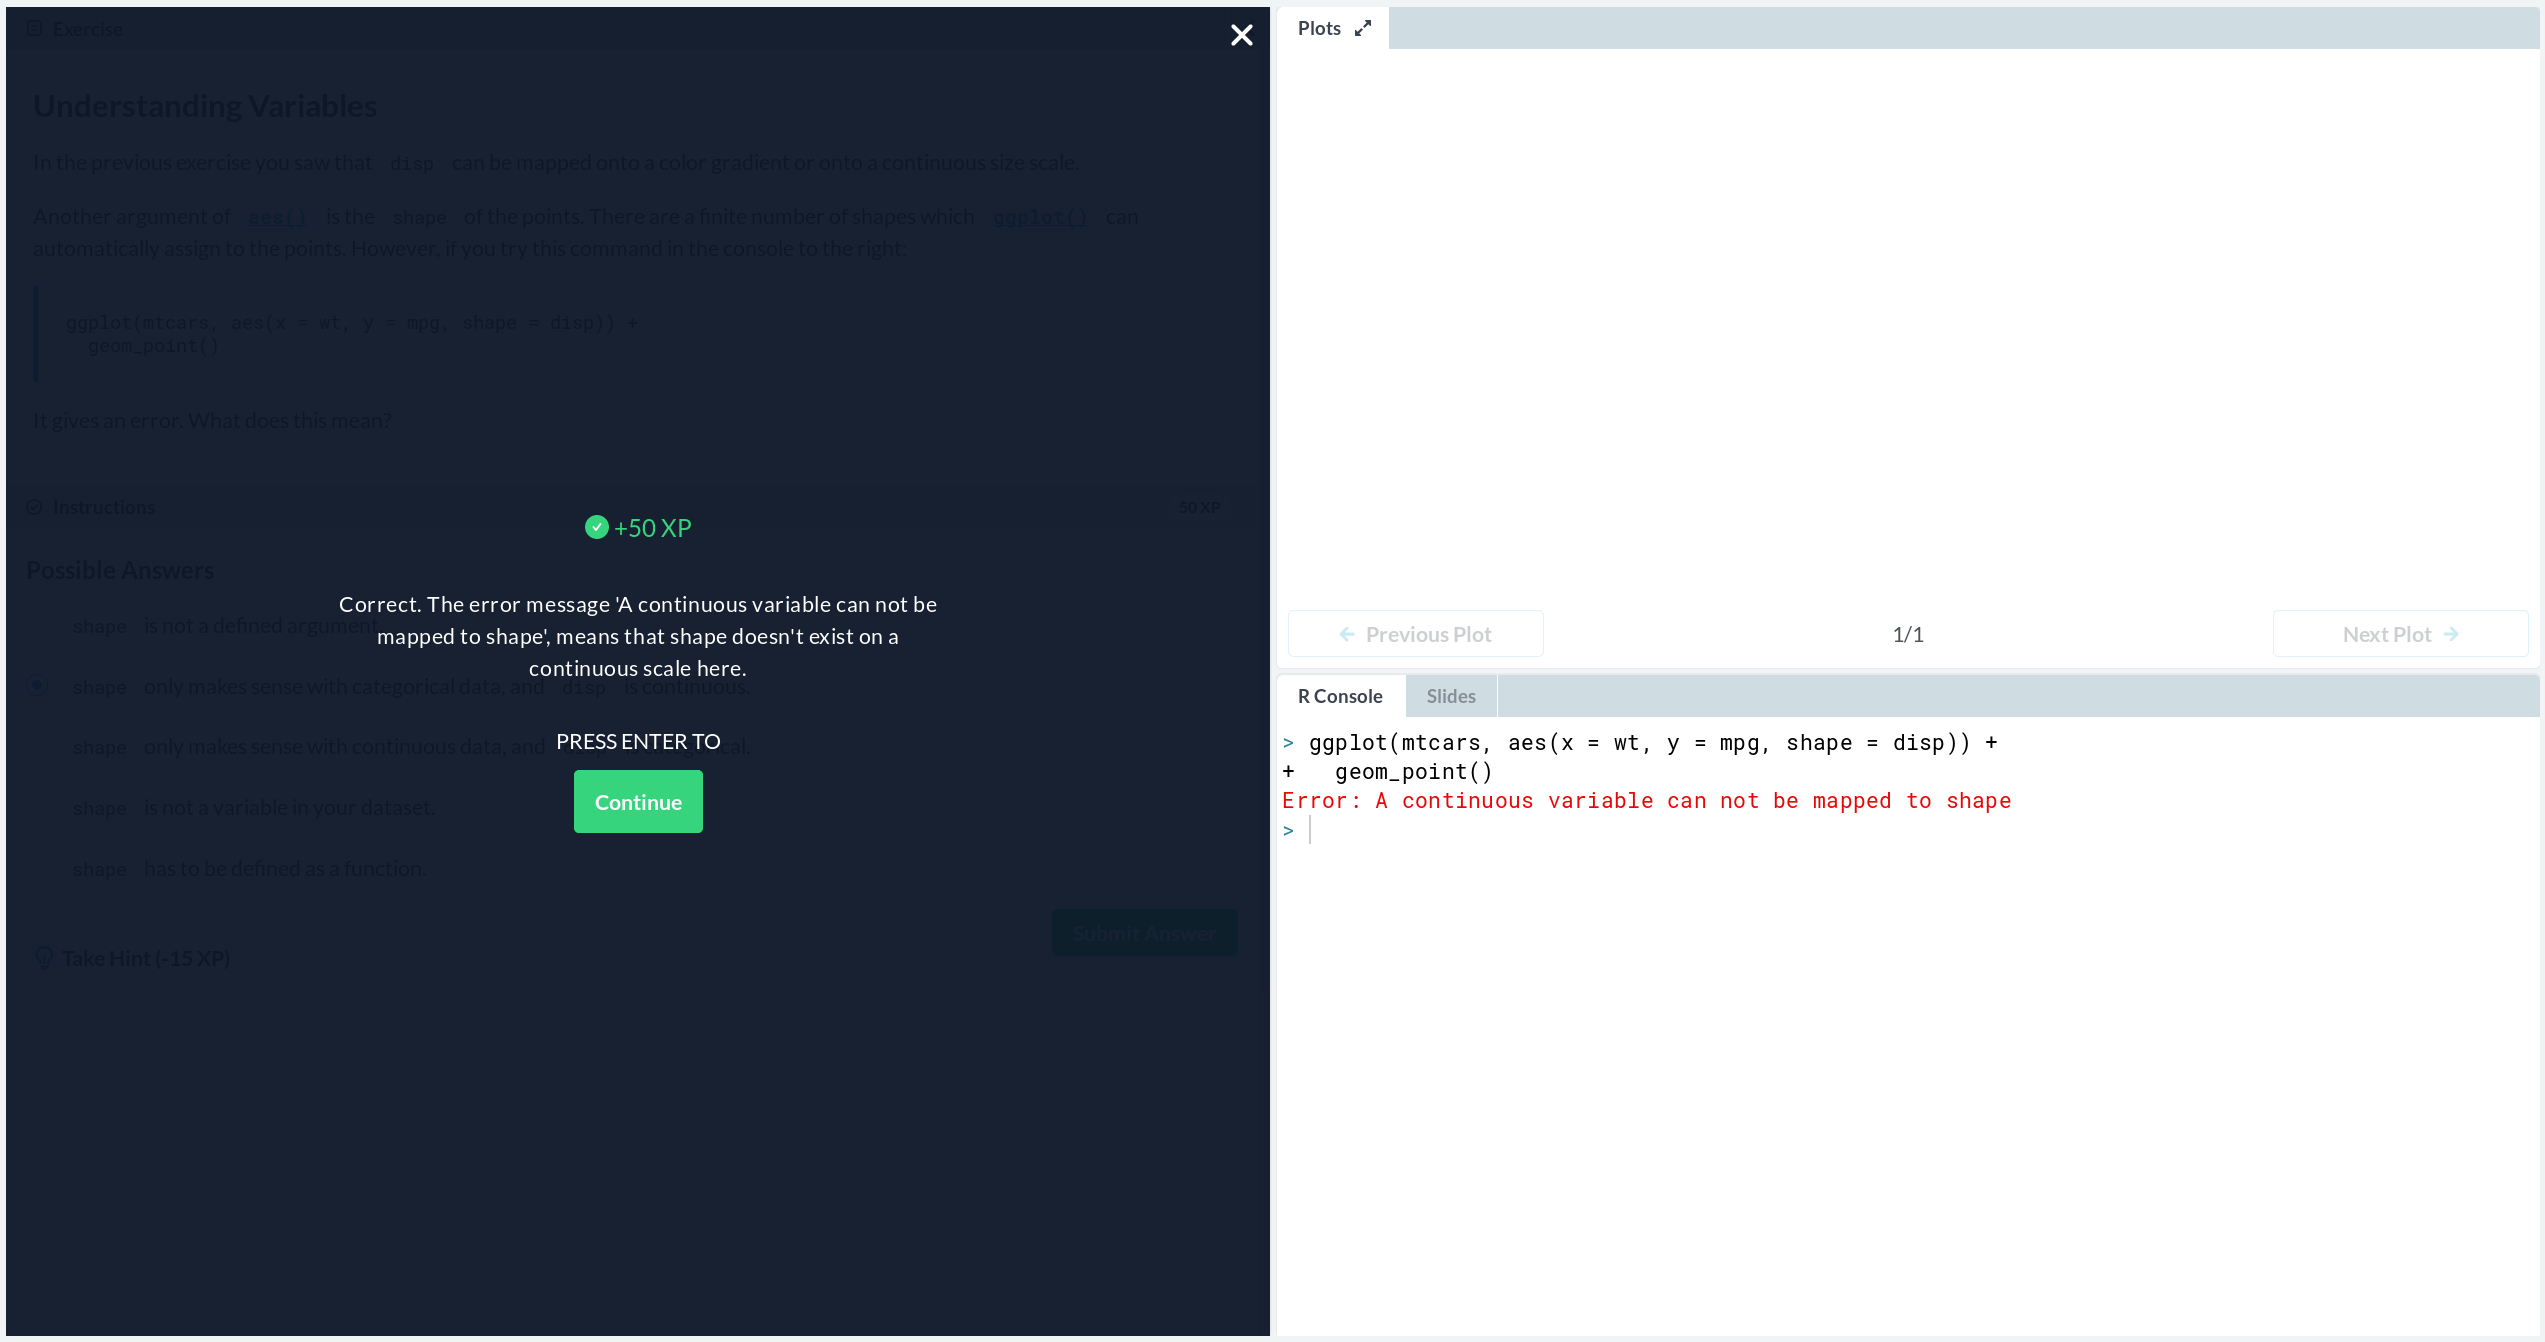 Exercise
Understanding Variables
In the previous exercise you saw that disp can be mapped onto a color gradient or onto a continuous size scale.
Another argument of aes() is the shape of the points. There are a finite number of shapes which ggplot() can
automatically assign to the points. However, if you try this command in the console to the right:
ggplot(mtcars, aes(x = wt, y = mpg, shape = disp)) +
geom_point()
It gives an error. What does this mean?
Instructions
50 XP
+50 XP
Possible Answers
Correct. The error message 'A continuous variable can not be
mapped to shape', means that shape doesn't exist on a
continuous scale here.
shape is not a defined argument.
shape only makes sense with categorical data, and disp is continuous.
PRESS ENTER TO
shape only makes sense with continuous data, and
Continue
shape is not a variable in your dataset.
shape has to be defined as a function.
Submit Answer
Take Hint (-15 XP)
Plots
Previous Plot
1/1
Next Plot
R Console
Slides
> ggplot(mtcars, aes(x = wt, y = mpg, shape = disp)) +
+ geom_point()
Error: A continuous variable can not be mapped to shape
>